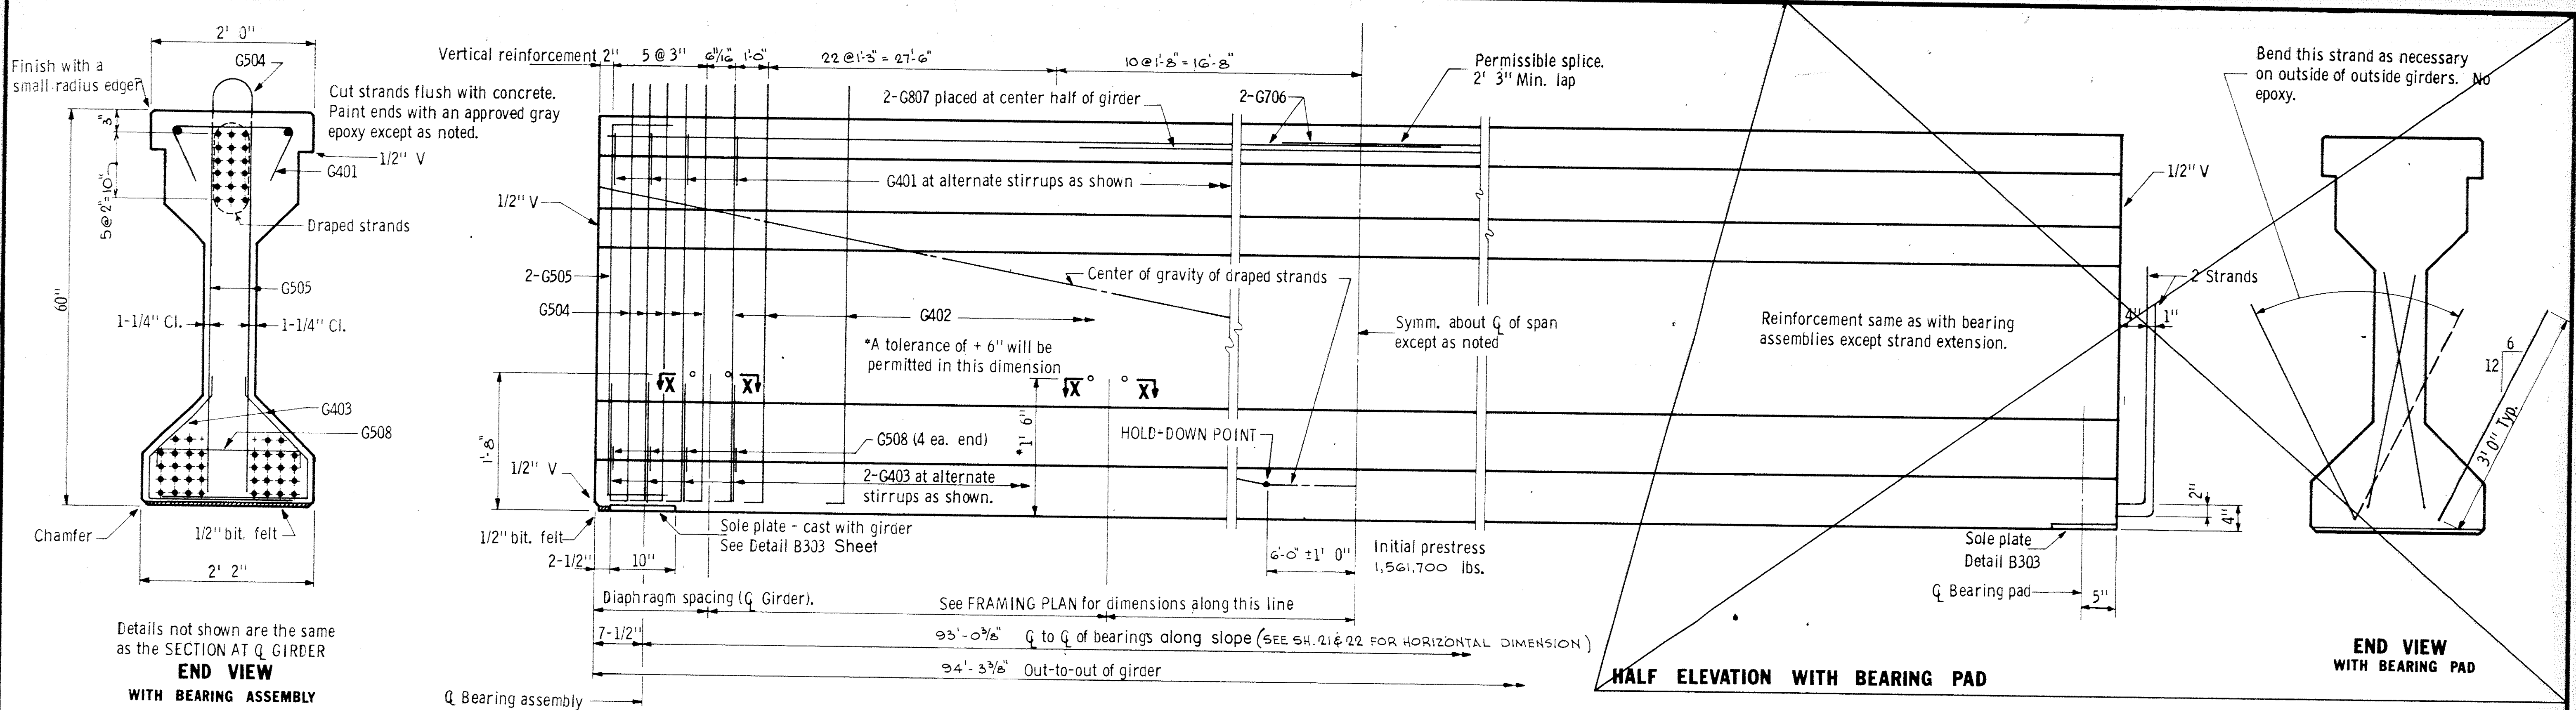 2' 0"
G504
Finish with a
small radius edge
Cut strands flush with concrete.
Paint ends with an approved gray
epoxy except as noted.
3"
5@2"=10"
1/2" V
G401
Draped strands
60"
G505
1-1/4" Cl.
1-1/4" Cl.
G403
G508
Chamfer
1/2" bit. felt
2' 2"
Details not shown are the same
as the SECTION AT ℄ GIRDER
END VIEW
WITH BEARING ASSEMBLY
Vertical reinforcement 2"
5 @ 3"
6 11/16
1'-0"
22 @ 1'-3" = 27'-6"
10 @ 1'-8" = 16'-8"
Permissible splice.
2' 3" Min. lap
2-G807 placed at center half of girder
2-G706
G401 at alternate stirrups as shown
1/2" V
2-G505
Center of gravity of draped strands
G504
G402
Symm. about ℄ of span
except as noted
*A tolerance of + 6" will be
permitted in this dimension
X
X
X
X
1'-8"
*1' 6"
G508 (4 ea. end)
HOLD-DOWN POINT
1/2" V
2-G403 at alternate
stirrups as shown.
1/2" bit. felt
Sole plate - cast with girder
See Detail B303 Sheet
2-1/2"
10"
6'-0" ±1' 0"
Initial prestress
1,561,700 lbs.
Diaphragm spacing (℄ Girder).
See FRAMING PLAN for dimensions along this line
7-1/2"
93'-0 3/8" ℄ to ℄ of bearings along slope (SEE SH. 21 & 22 FOR HORIZONTAL DIMENSION)
94'-3 3/8" Out-to-out of girder
℄ Bearing assembly
Reinforcement same as with bearing
assemblies except strand extension.
1/2" V
2 Strands
4"
1"
2"
4"
Sole plate
Detail B303
℄ Bearing pad
5"
HALF ELEVATION WITH BEARING PAD
Bend this strand as necessary
on outside of outside girders. No
epoxy.
6
12
3' 0" Typ.
END VIEW
WITH BEARING PAD